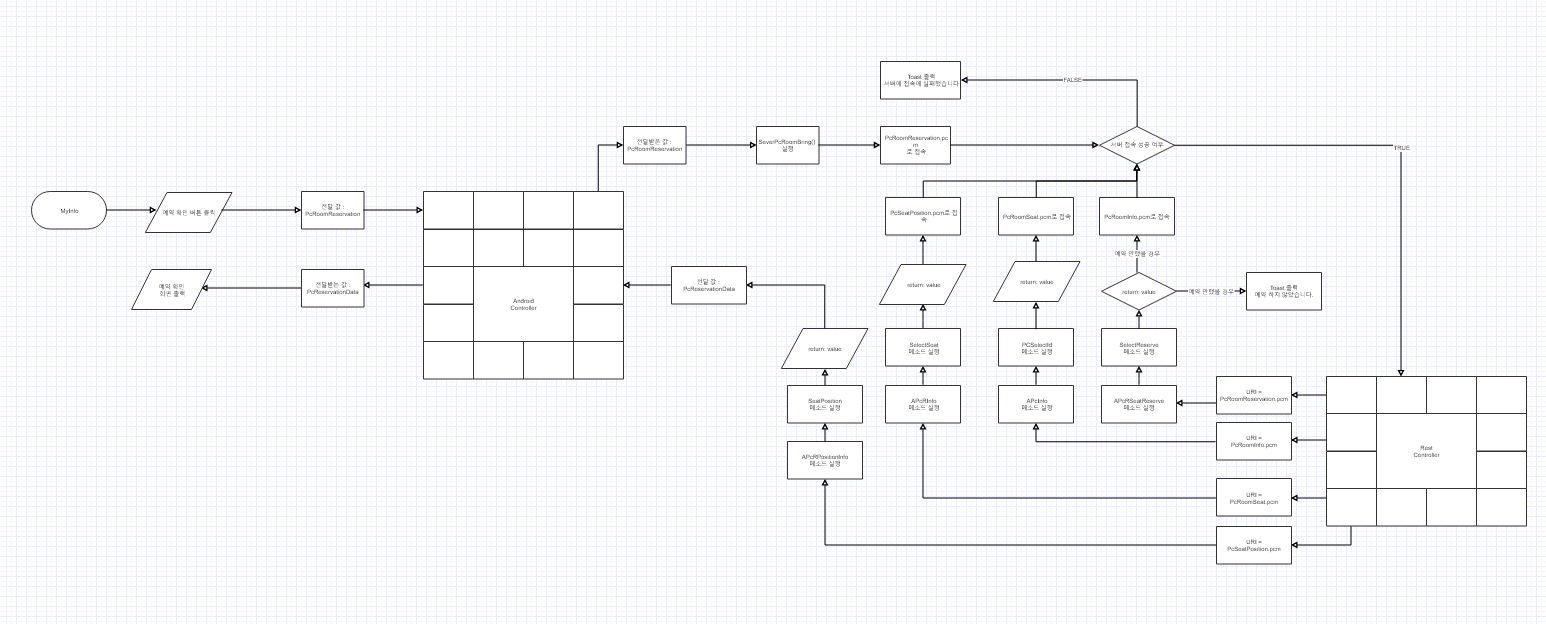 Toast 출력
서버에 접속에 실패했습니다
FALSE
전달받은 값 :
PcRoomReservation
SeverPcRoomBring()
실행
PcRoomReservation.pc
m
로 접속
서버 접속 성공 여부
TRUE
MyInfo
예약 확인 버튼 클릭
전달 값 :
PcRoomReservation
PcSeatPosition.pcm로 접
속
PcRoomSeat.pcm로 접속
PcRoomInfo.pcm로 접속
예약 안했을 경우
예약 확인
화면 출력
전달받는 값 :
PcReservationData
Android
Controller
전달 값 :
PcReservationData
return: value
return: value
return: value
예약 안했을 경우
Toast 출력
예약 하지 않았습니다.
return: value
SelectSeat
메소드 실행
PCSelectId
메소드 실행
SelectReserve
메소드 실행
SeatPosition
메소드 실행
APcRInfo
메소드 실행
APcInfo
메소드 실행
APcRSeatReserve
메소드 실행
URI =
PcRoomReservation.pcm
URI =
PcRoomInfo.pcm
Rest
Controller
APcRPositionInfo
메소드 실행
URI =
PcRoomSeat.pcm
URI =
PcSeatPosition.pcm